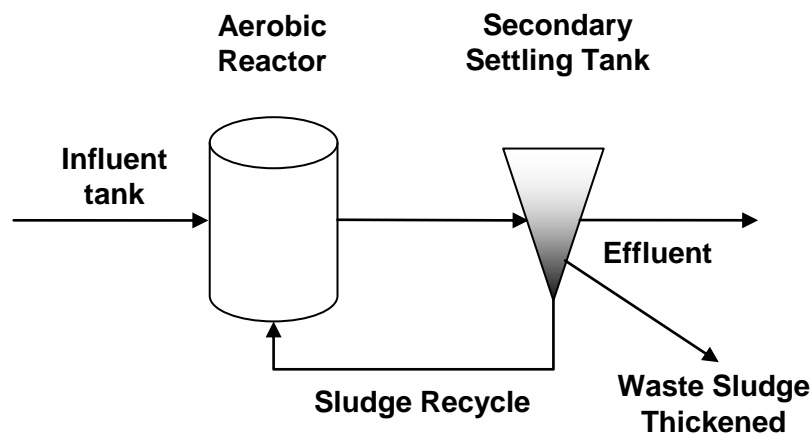 Aerobic
Reactor
Secondary
Settling Tank
Influent
tank
Effluent
Sludge Recycle
Waste Sludge
Thickened